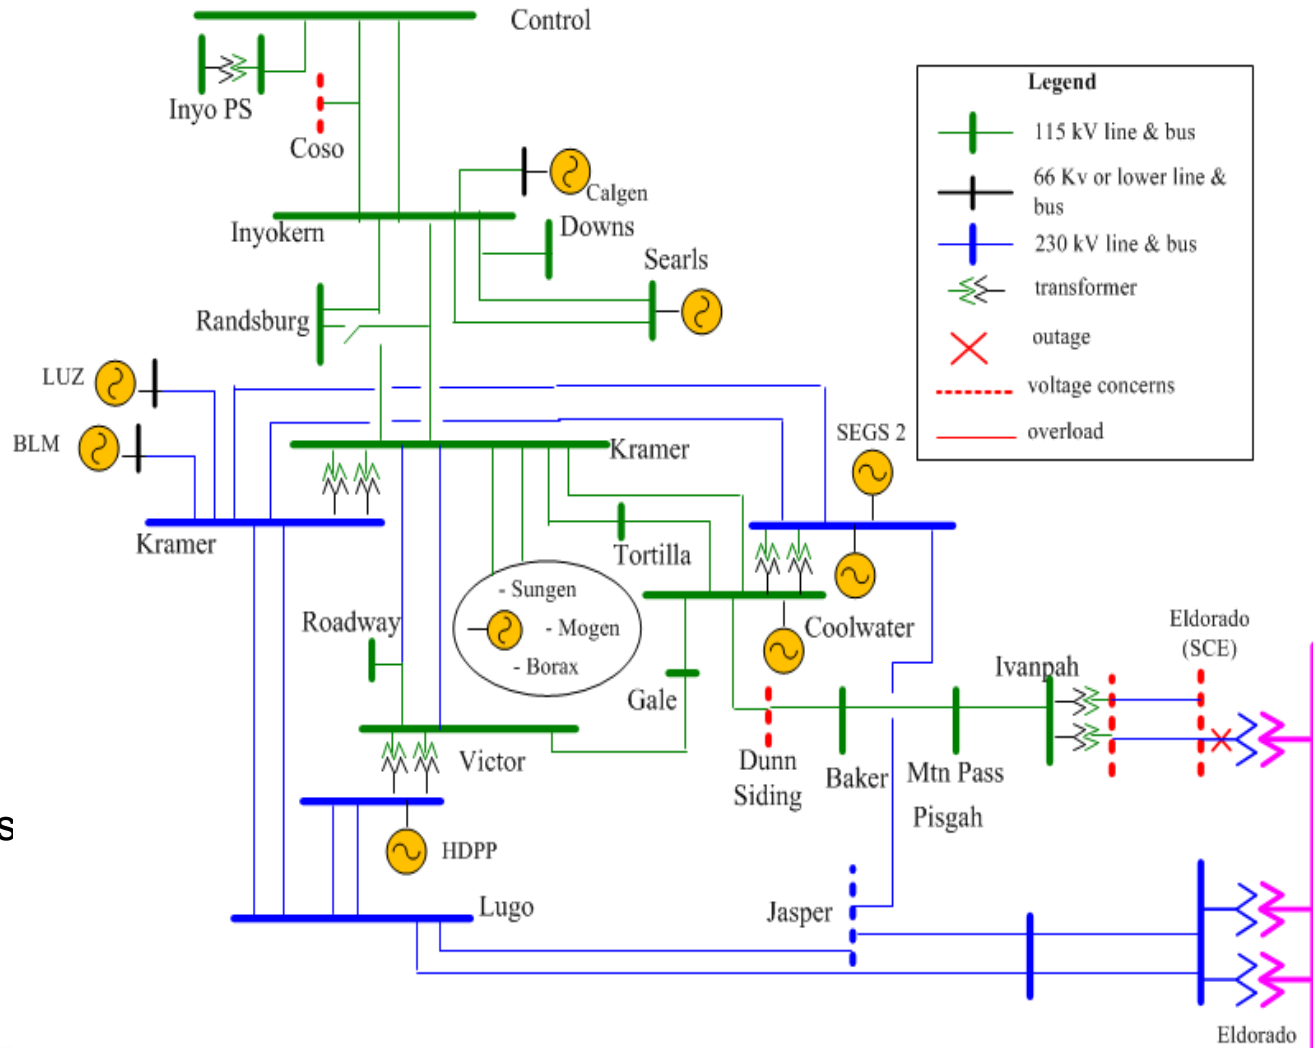 Control
Inyo PS
Coso
Calgen
Inyokern
Downs
Searls
Randsburg
Legend
115 kV line & bus
66 Kv or lower line &
bus
230 kV line & bus
transformer
outage
voltage concerns
overload
LUZ
BLM
Kramer
SEGS 2
Kramer
Tortilla
- Sungen
- Mogen
- Borax
Roadway
Coolwater
Eldorado
(SCE)
Ivanpah
Gale
Victor
Dunn
Siding
Baker
Mtn Pass
Pisgah
s
HDPP
Lugo
Jasper
Eldorado